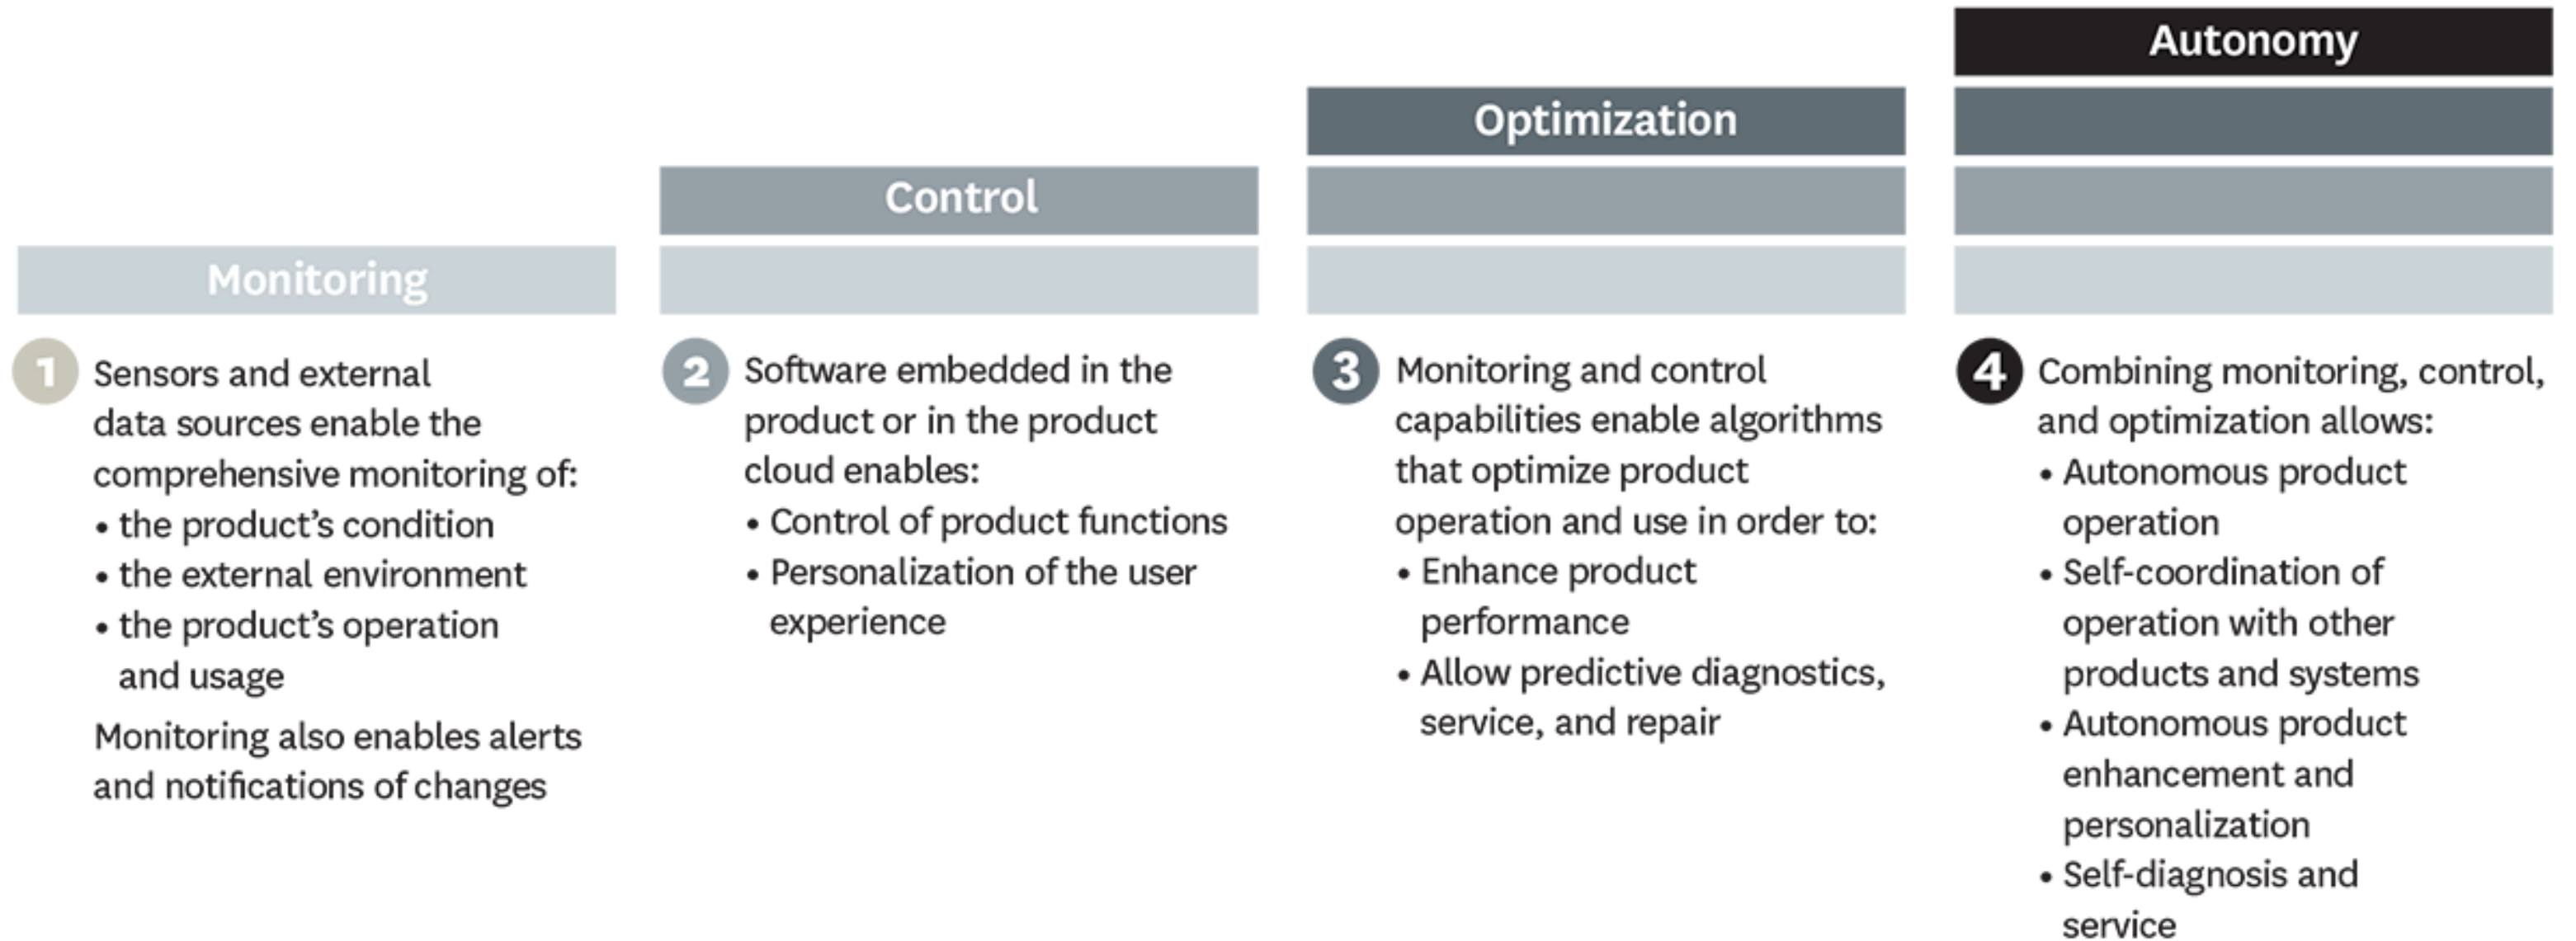 Monitoring
1
Sensors and external
data sources enable the
comprehensive monitoring of:
• the product’s condition
• the external environment
• the product’s operation
and usage
Monitoring also enables alerts
and notifications of changes
Control
2
Software embedded in the
product or in the product
cloud enables:
• Control of product functions
• Personalization of the user
experience
Optimization
3
Monitoring and control
capabilities enable algorithms
that optimize product
operation and use in order to:
• Enhance product
performance
• Allow predictive diagnostics,
service, and repair
Autonomy
4
Combining monitoring, control,
and optimization allows:
• Autonomous product
operation
• Self-coordination of
operation with other
products and systems
• Autonomous product
enhancement and
personalization
• Self-diagnosis and
service